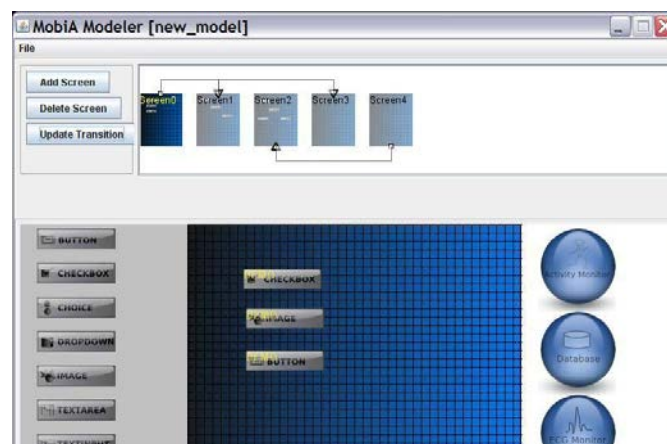 MobiA Modeler [new_model]
File
Add Screen
Delete Screen
Update Transition
Screen0 Screen1 Screen2 Screen3 Screen4
BUTTON
CHECKBOX
CHOICE
DROPDOWN
IMAGE
TEXTAREA
TEXTINPUT
CHECKBOX
IMAGE
BUTTON
Activity Monitor
Database
ECG Monitor